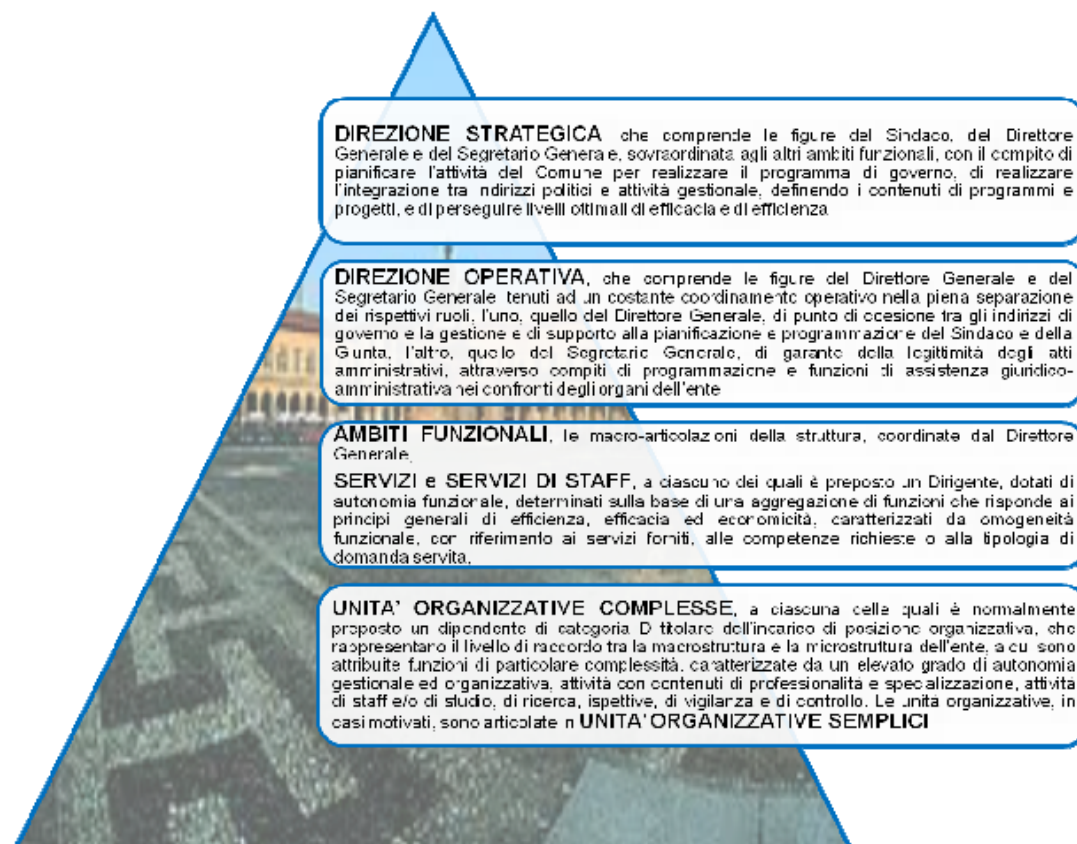 DIREZIONE STRATEGICA che comprende le figure del Sindaco, del Direttore
Generale e del Segretario Generale, sovraordinata agli altri ambiti funzionali, con il compito di
pianificare l'attività del Comune per realizzare il programma di governo, di realizzare
l'integrazione tra indirizzi politici e attività gestionale, definendo i contenuti di programmi e
progetti, e di perseguire livelli ottimali di efficacia e di efficienza
DIREZIONE OPERATIVA, che comprende le figure del Direttore Generale e del
Segretario Generale tenuti ad un costante coordinamento operativo nella piena separazione
dei rispettivi ruoli, l'uno, quello del Direttore Generale, di punto di coesione tra gli indirizzi di
governo e la gestione e di supporto alla pianificazione e programmazione del Sindaco e della
Giunta, l'altro, quello del Segretario Generale, di garante della legittimità degli atti
amministrativi, attraverso compiti di programmazione e funzioni di assistenza giuridico-
amministrativa nei confronti degli organi dell'ente
AMBITI FUNZIONALI, le macro-articolazioni della struttura, coordinate dal Direttore
Generale,
SERVIZI e SERVIZI DI STAFF, a ciascuno dei quali è preposto un Dirigente, dotati di
autonomia funzionale, determinati sulla base di una aggregazione di funzioni che risponde ai
principi generali di efficienza, efficacia ed economicità, caratterizzati da omogeneità
funzionale, con riferimento ai servizi forniti, alle competenze richieste o alla tipologia di
domanda servita,
UNITA' ORGANIZZATIVE COMPLESSE, a ciascuna delle quali è normalmente
preposto un dipendente di categoria D titolare dell'incarico di posizione organizzativa, che
rappresentano il livello di raccordo tra la macrostruttura e la microstruttura dell'ente, a cui sono
attribuite funzioni di particolare complessità, caratterizzate da un elevato grado di autonomia
gestionale ed organizzativa, attività con contenuti di professionalità e specializzazione, attività
di staff e/o di studio, di ricerca, ispettive, di vigilanza e di controllo. Le unità organizzative, in
casi motivati, sono articolate in UNITA' ORGANIZZATIVE SEMPLICI